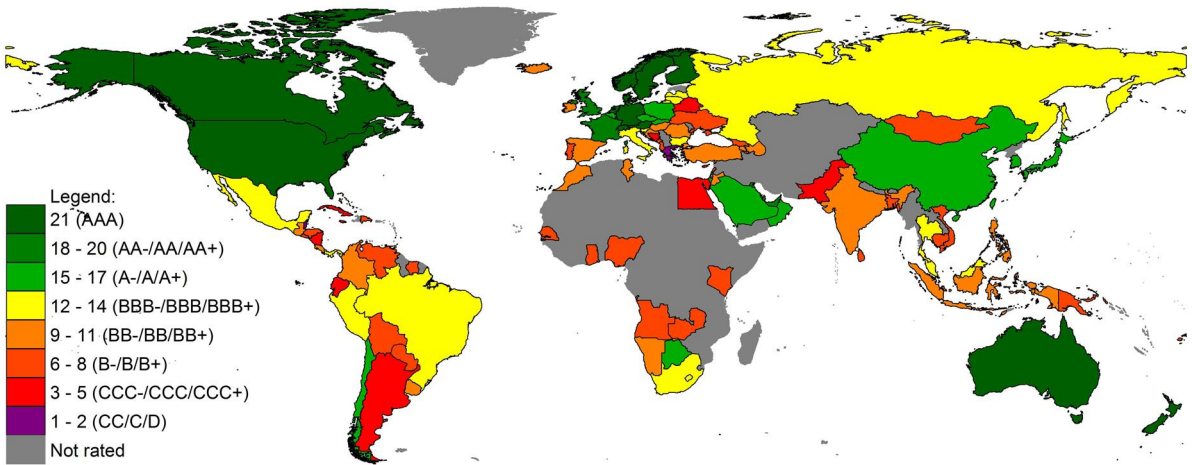 Legend:
21 (AAA)
18 - 20 (AA-/AA/AA+)
15 - 17 (A-/A/A+)
12 - 14 (BBB-/BBB/BBB+)
9 - 11 (BB-/BB/BB+)
6 - 8 (B-/B/B+)
3 - 5 (CCC-/CCC/CCC+)
1 - 2 (CC/C/D)
Not rated